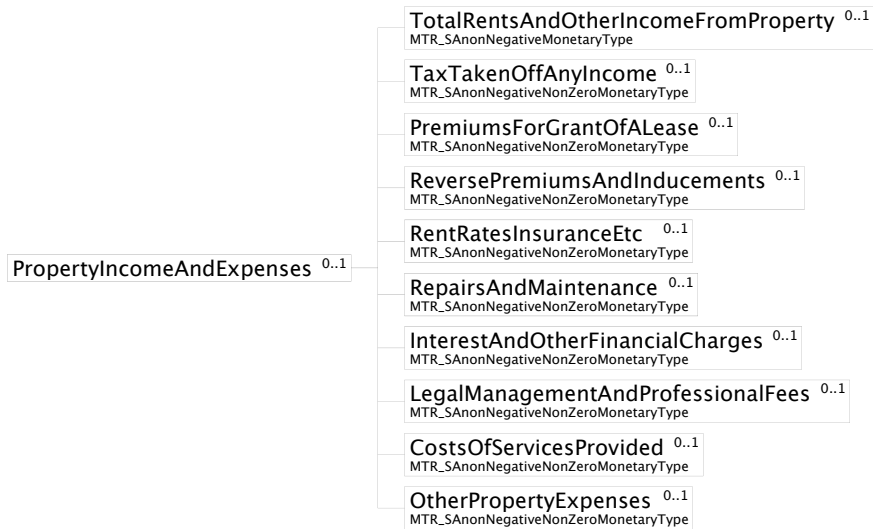 TotalRentsAndOtherIncomeFromProperty 0..1
MTR_SAnonNegativeMonetaryType
TaxTakenOffAnyIncome 0..1
MTR_SAnonNegativeNonZeroMonetaryType
PremiumsForGrantOfALease 0..1
MTR_SAnonNegativeNonZeroMonetaryType
ReversePremiumsAndInducements 0..1
MTR_SAnonNegativeNonZeroMonetaryType
RentRatesInsuranceEtc 0..1
MTR_SAnonNegativeNonZeroMonetaryType
PropertyIncomeAndExpenses 0..1
RepairsAndMaintenance 0..1
MTR_SAnonNegativeNonZeroMonetaryType
InterestAndOtherFinancialCharges 0..1
MTR_SAnonNegativeNonZeroMonetaryType
LegalManagementAndProfessionalFees 0..1
MTR_SAnonNegativeNonZeroMonetaryType
CostsOfServicesProvided 0..1
MTR_SAnonNegativeNonZeroMonetaryType
OtherPropertyExpenses 0..1
MTR_SAnonNegativeNonZeroMonetaryType